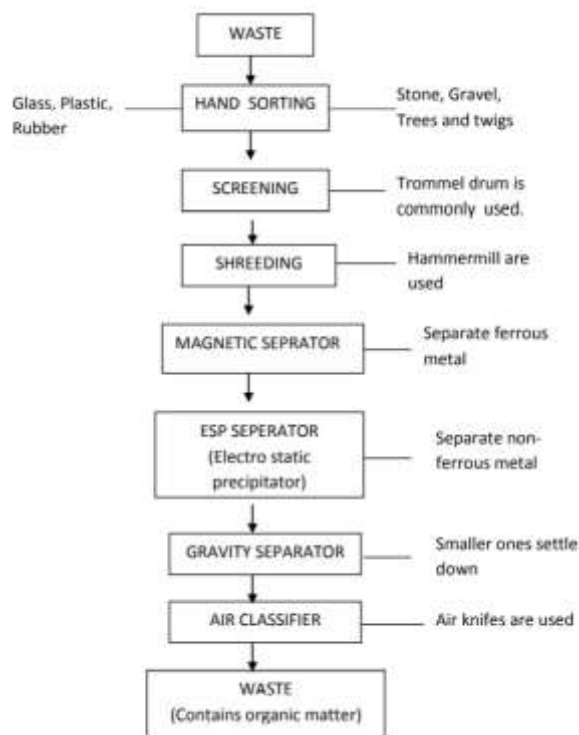 WASTE
Glass, Plastic,
Rubber
HAND SORTING
Stone, Gravel,
Trees and twigs
SCREENING
Trommel drum is
commonly used.
SHREEDING
Hammermill are
used
MAGNETIC SEPRATOR
Separate ferrous
metal
ESP SEPERATOR
(Electro static
precipitator)
Separate non-
ferrous metal
GRAVITY SEPARATOR
Smaller ones settle
down
AIR CLASSIFIER
Air knifes are used
WASTE
(Contains organic matter)